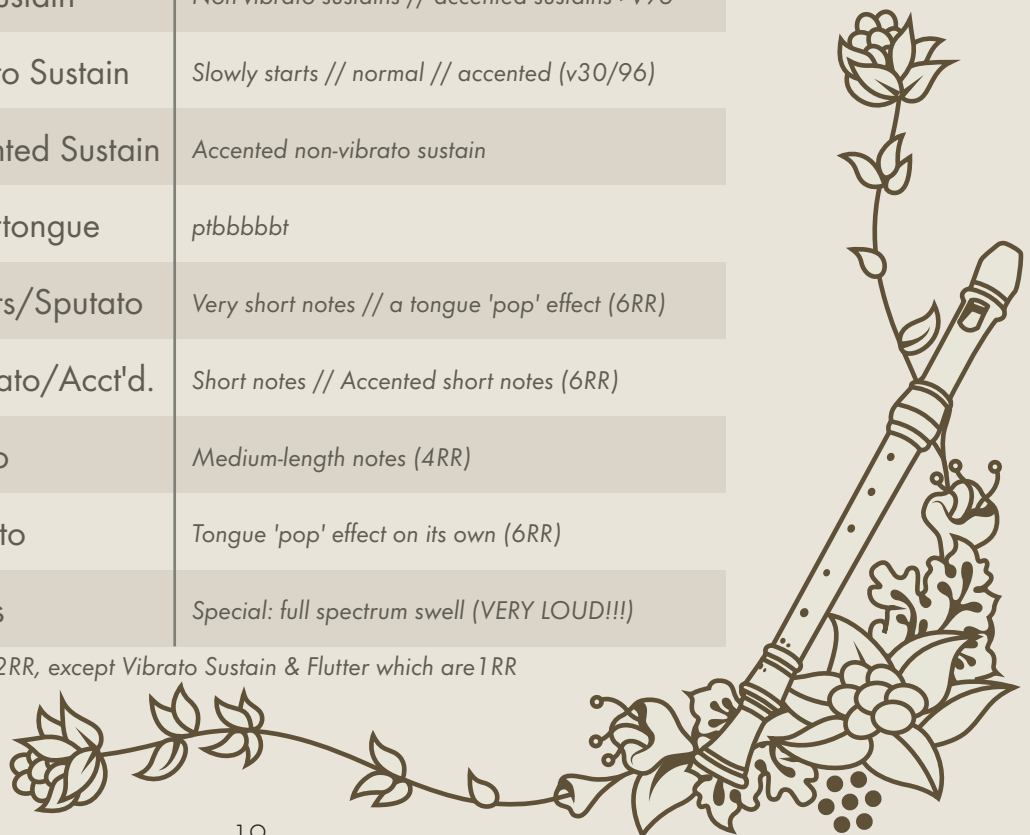 Sustain Non-vibrato sustains // accented sustains >v96
to Sustain Slowly starts // normal // accented (v30/96)
nted Sustain Accented non-vibrato sustain
rtongue ptbbbbbt
rs/Sputato Very short notes // a tongue 'pop' effect (6RR)
ato/Acct'd. Short notes // Accented short notes (6RR)
o Medium-length notes (4RR)
to Tongue 'pop' effect on its own (6RR)
s Special: full spectrum swell (VERY LOUD!!!)
2RR, except Vibrato Sustain & Flutter which are1RR